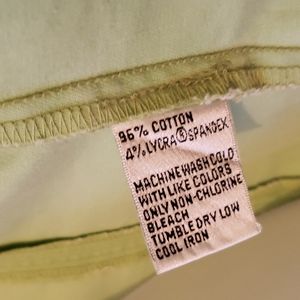 96% COTTON
4% LYCRA® SPANDEX
MACHINE WASH COLD
WITH LIKE COLORS
ONLY NON-CHLORINE
BLEACH
TUMBLE DRY LOW
COOL IRON